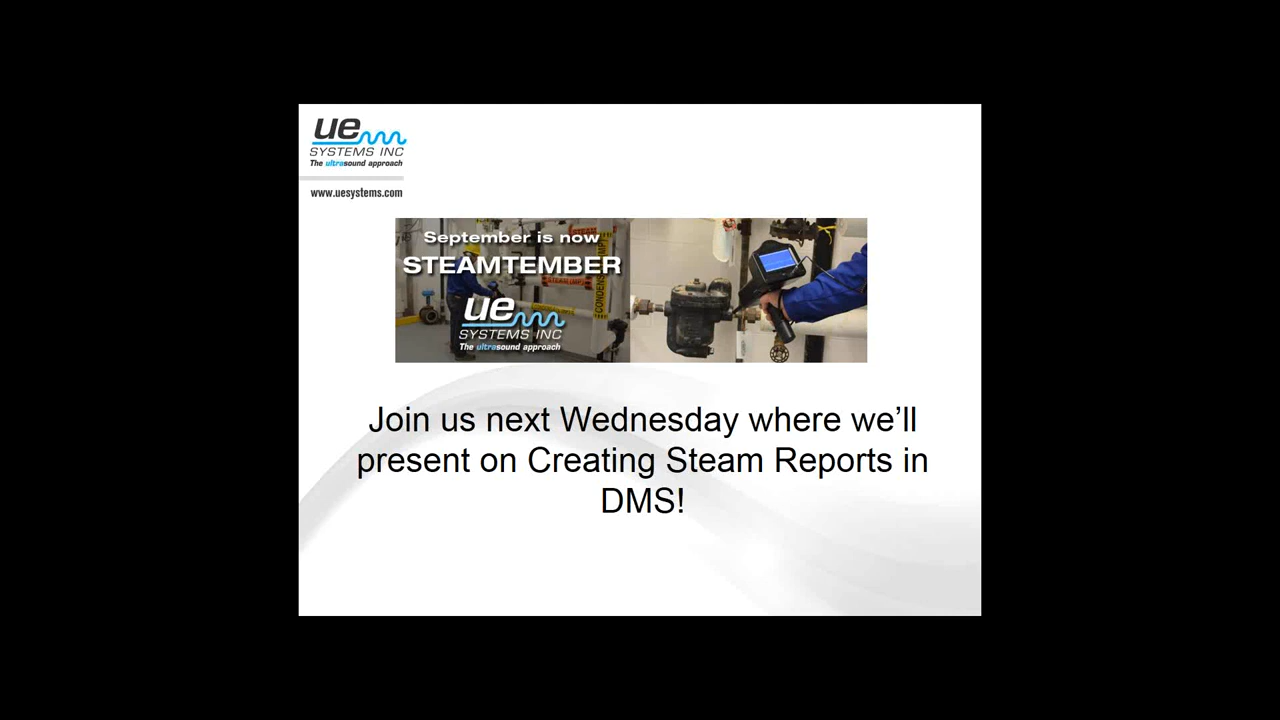 ue
SYSTEMS INC
The ultrasound approach
www.uesystems.com
September is now
STEAMTEMBER
ue
SYSTEMS INC
The ultrasound approach
Join us next Wednesday where we’ll
present on Creating Steam Reports in
DMS!